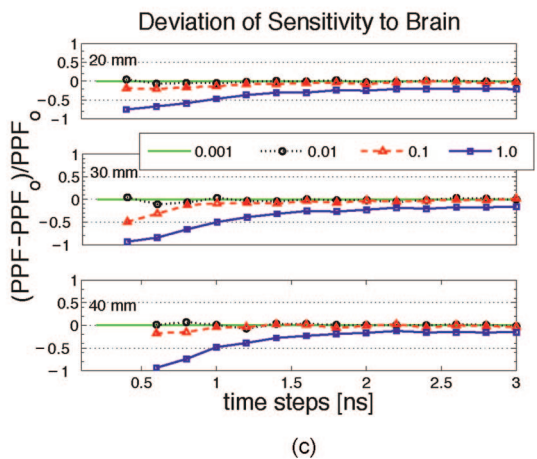 Deviation of Sensitivity to Brain
(PPF−PPFo)/PPFo
1
20 mm
0.5
0
−0.5
−1
0.001 0.01 0.1 1.0
1
30 mm
0.5
0
−0.5
−1
1
0.5
40 mm
0
−0.5
−1
0.5 1 1.5 2 2.5 3
time steps [ns]
(c)